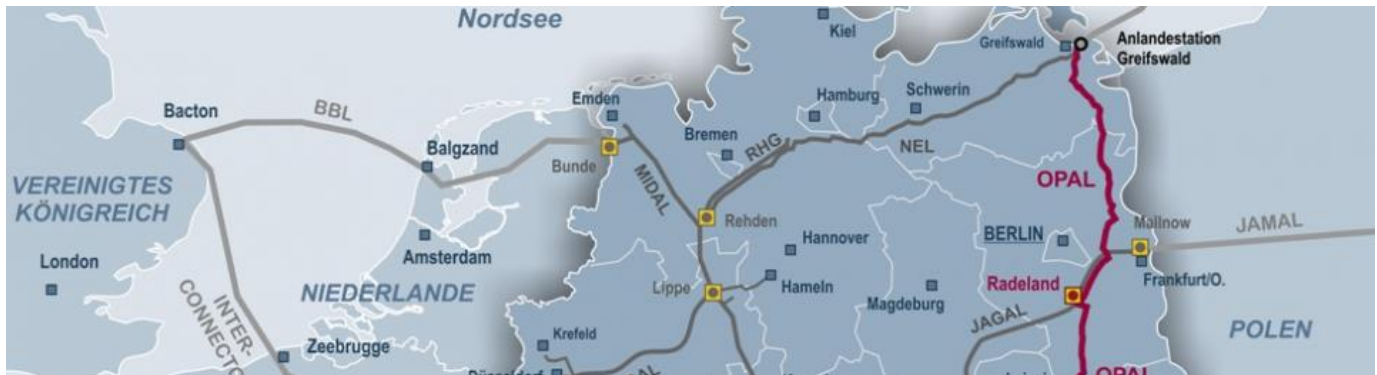 Nordsee
Kiel
Greifswald
Anlandestation
Greifswald
Bacton
BBL
Emden
Hamburg
Schwerin
Balgzand
Bunde
Bremen
RHG
NEL
VEREINIGTES
KÖNIGREICH
MIDAL
OPAL
Rehden
Mallnow
JAMAL
London
Amsterdam
Hannover
BERLIN
Frankfurt/O.
INTER-
CONNECTO
NIEDERLANDE
Lippe
Hameln
Magdeburg
Radeland
JAGAL
POLEN
Krefeld
Zeebrugge
Düsseldorf
OPAL